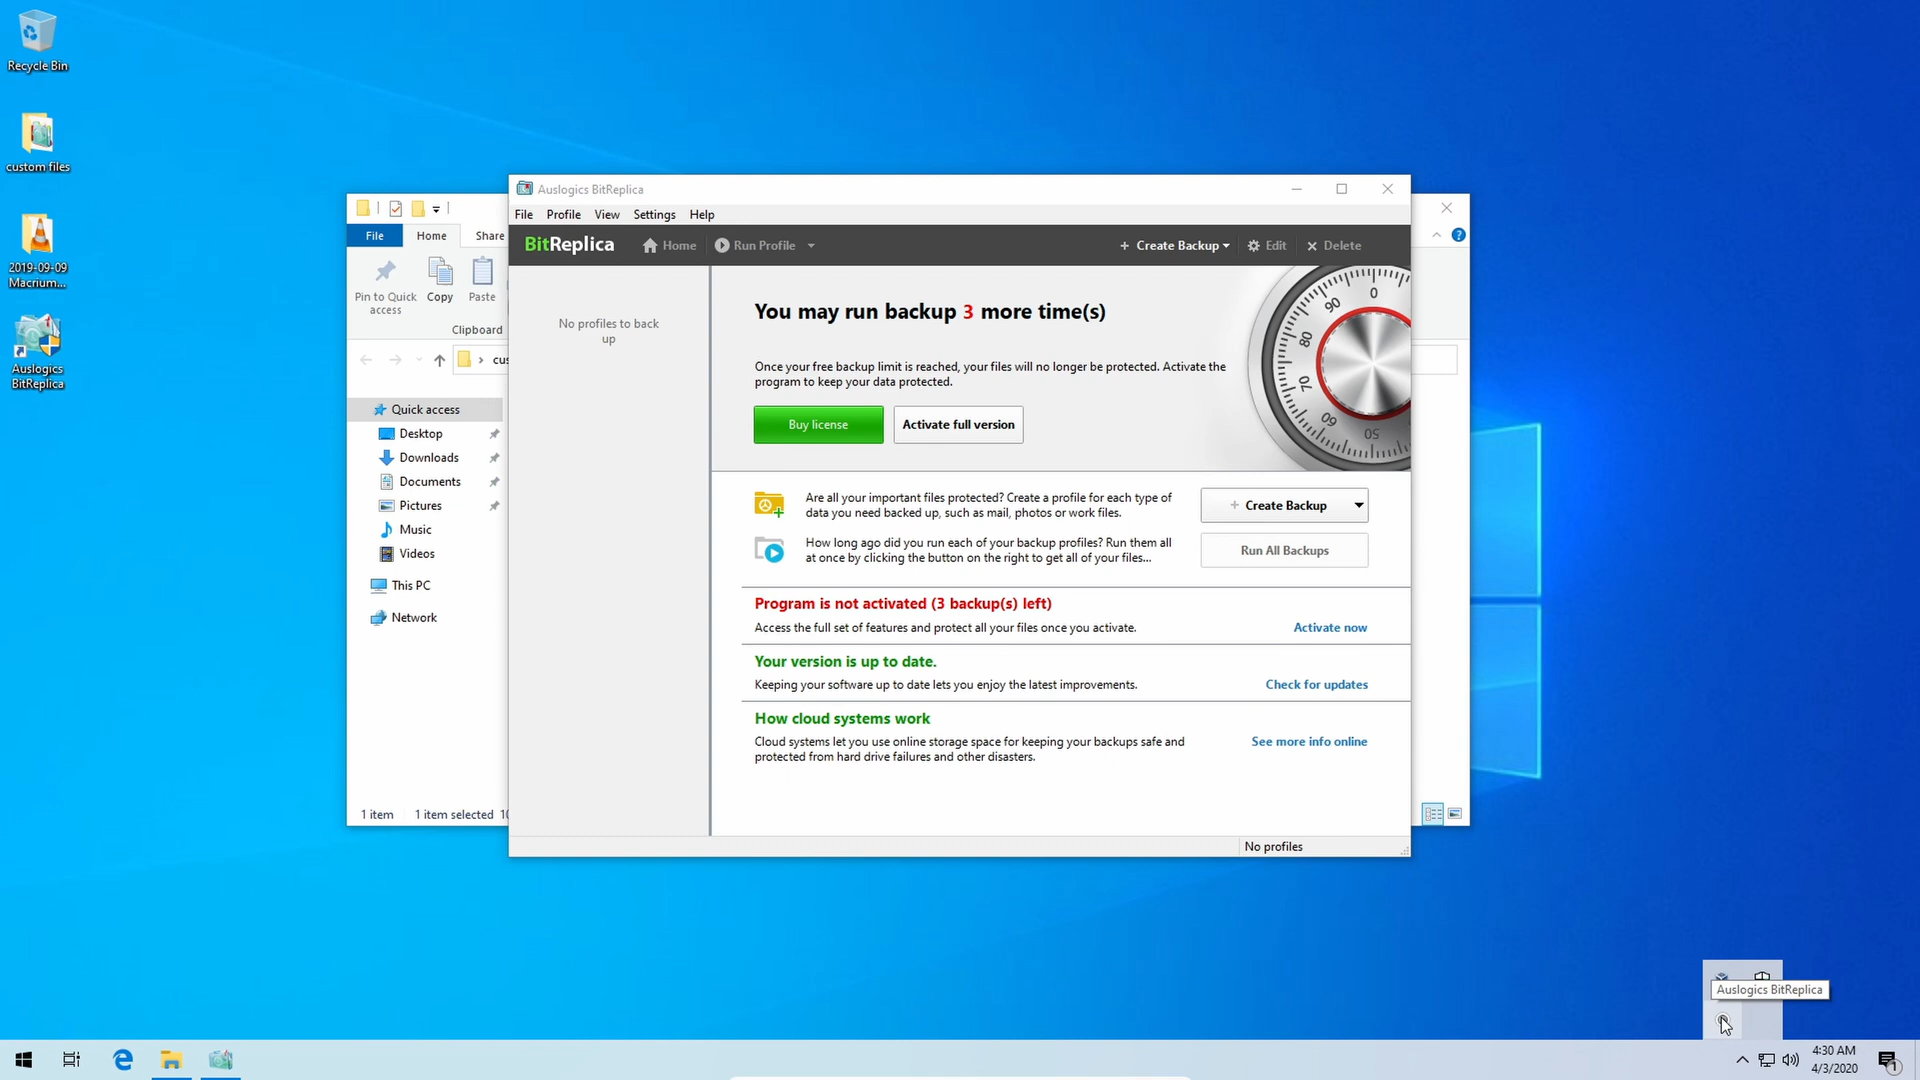 Recycle Bin
custom files
2019-09-09
Macrium...
Auslogics
BitReplica
File
Home
Share
Pin to Quick
access
Copy
Paste
Clipboard
Quick access
Desktop
Downloads
Documents
Pictures
Music
Videos
This PC
Network
1 item
1 item selected
Auslogics BitReplica
File
Profile
View
Settings
Help
BitReplica
Home
Run Profile
+ Create Backup
Edit
Delete
No profiles to back
up
You may run backup 3 more time(s)
Once your free backup limit is reached, your files will no longer be protected. Activate the
program to keep your data protected.
Buy license
Activate full version
0
90
80
70
60
50
Are all your important files protected? Create a profile for each type of
data you need backed up, such as mail, photos or work files.
+ Create Backup
How long ago did you run each of your backup profiles? Run them all
at once by clicking the button on the right to get all of your files...
Run All Backups
Program is not activated (3 backup(s) left)
Access the full set of features and protect all your files once you activate.
Activate now
Your version is up to date.
Keeping your software up to date lets you enjoy the latest improvements.
Check for updates
How cloud systems work
Cloud systems let you use online storage space for keeping your backups safe and
protected from hard drive failures and other disasters.
See more info online
No profiles
Auslogics BitReplica
4:30 AM
4/3/2020
1